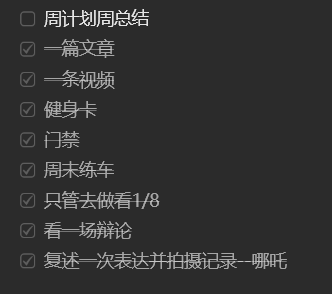 周计划周总结
一篇文章
一条视频
健身卡
门禁
周末练车
只管去做看1/8
看一场辩论
复述一次表达并拍摄记录--哪吒